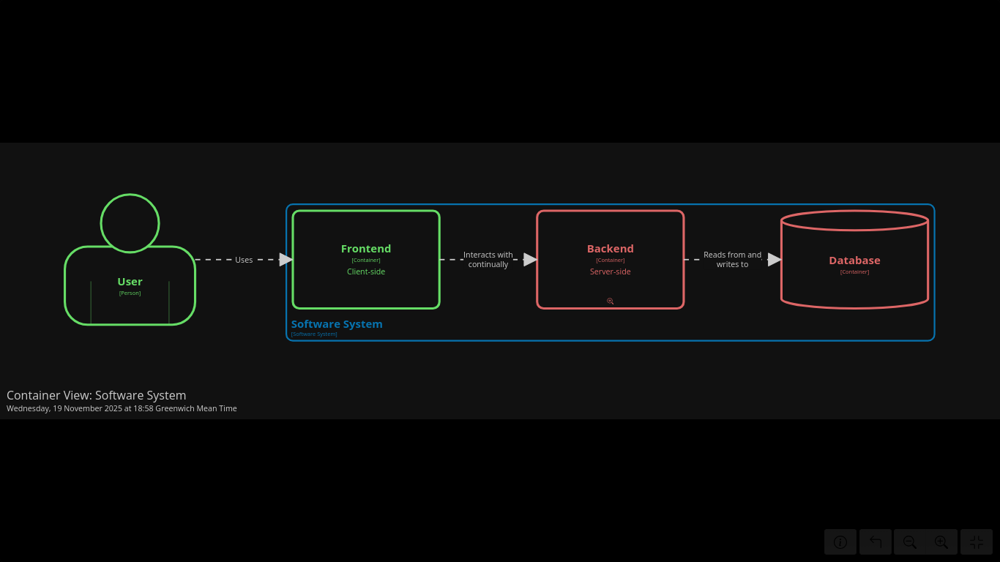 User
[Person]
Uses
Frontend
[Container]
Client-side
Interacts with
continually
Backend
[Container]
Server-side
Reads from and
writes to
Database
[Container]
Software System
[Software System]
Container View: Software System
Wednesday, 19 November 2025 at 18:58 Greenwich Mean Time